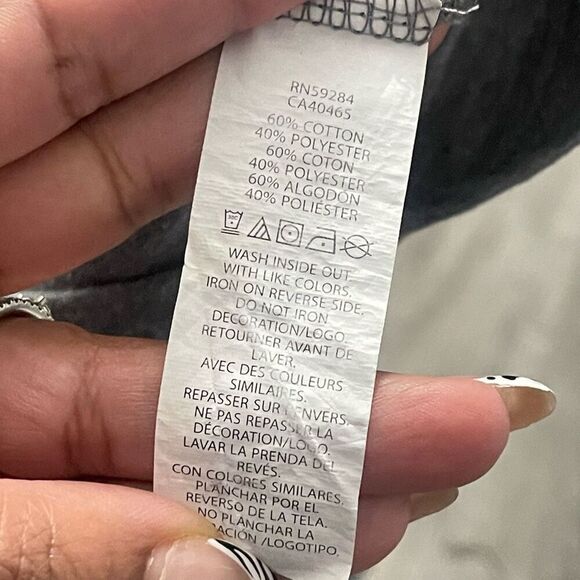 RN59284
CA40465
60% COTTON
40% POLYESTER
60% COTON
40% POLYESTER
60% ALGODON
40% POLIÉSTER
WASH INSIDE OUT.
WITH LIKE COLORS.
IRON ON REVERSE SIDE,
DO NOT IRON
DECORATION/LOGO.
RETOURNER AVANT DE
LAVER.
AVEC DES COULEURS
SIMILAIRES.
REPASSER SUR L'ENVERS.
NE PAS REPASSER LA
DÉCORATION/LOGO.
LAVAR LA PRENDA DEL
REVÉS.
CON COLORES SIMILARES.
PLANCHAR POR EL
REVERSO DE LA TELA.
NO PLANCHAR LA
/LOGOTIPO.